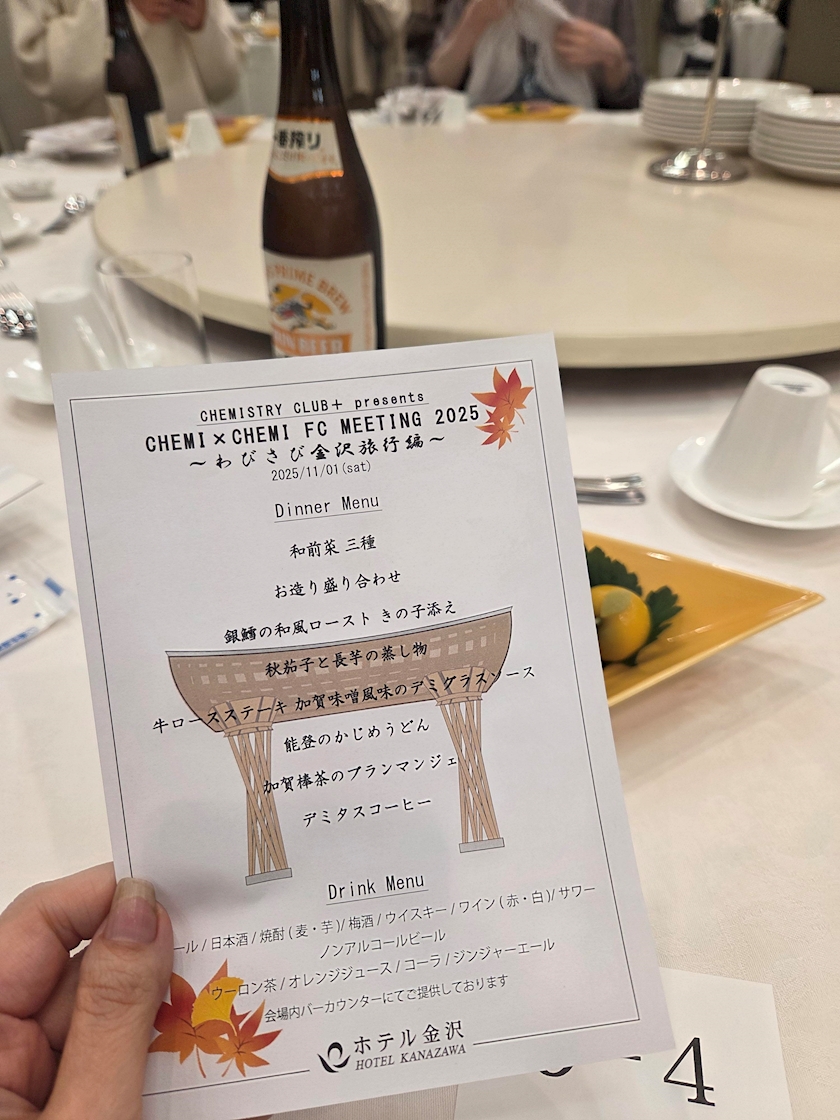 一番搾り
PRIME BREW
BEER
CHEMISTRY CLUB+ presents
CHEMI×CHEMI FC MEETING 2025
～わびさび金沢旅行編～
2025/11/01(sat)
Dinner Menu
和前菜 三種
お造り盛り合わせ
銀鱈の和風ロースト きの子添え
秋茄子と長芋の蒸し物
牛ロースステーキ 加賀味噌風味のデミグラスソース
能登のかじめうどん
加賀棒茶のブランマンジェ
デミタスコーヒー
Drink Menu
ール / 日本酒 / 焼酎 ( 麦・芋 )/ 梅酒 / ウイスキー / ワイン ( 赤・白 )/ サワー
ノンアルコールビール
ウーロン茶 / オレンジジュース / コーラ / ジンジャーエール
会場内バーカウンターにてご提供しております
ホテル金沢
HOTEL KANAZAWA
4